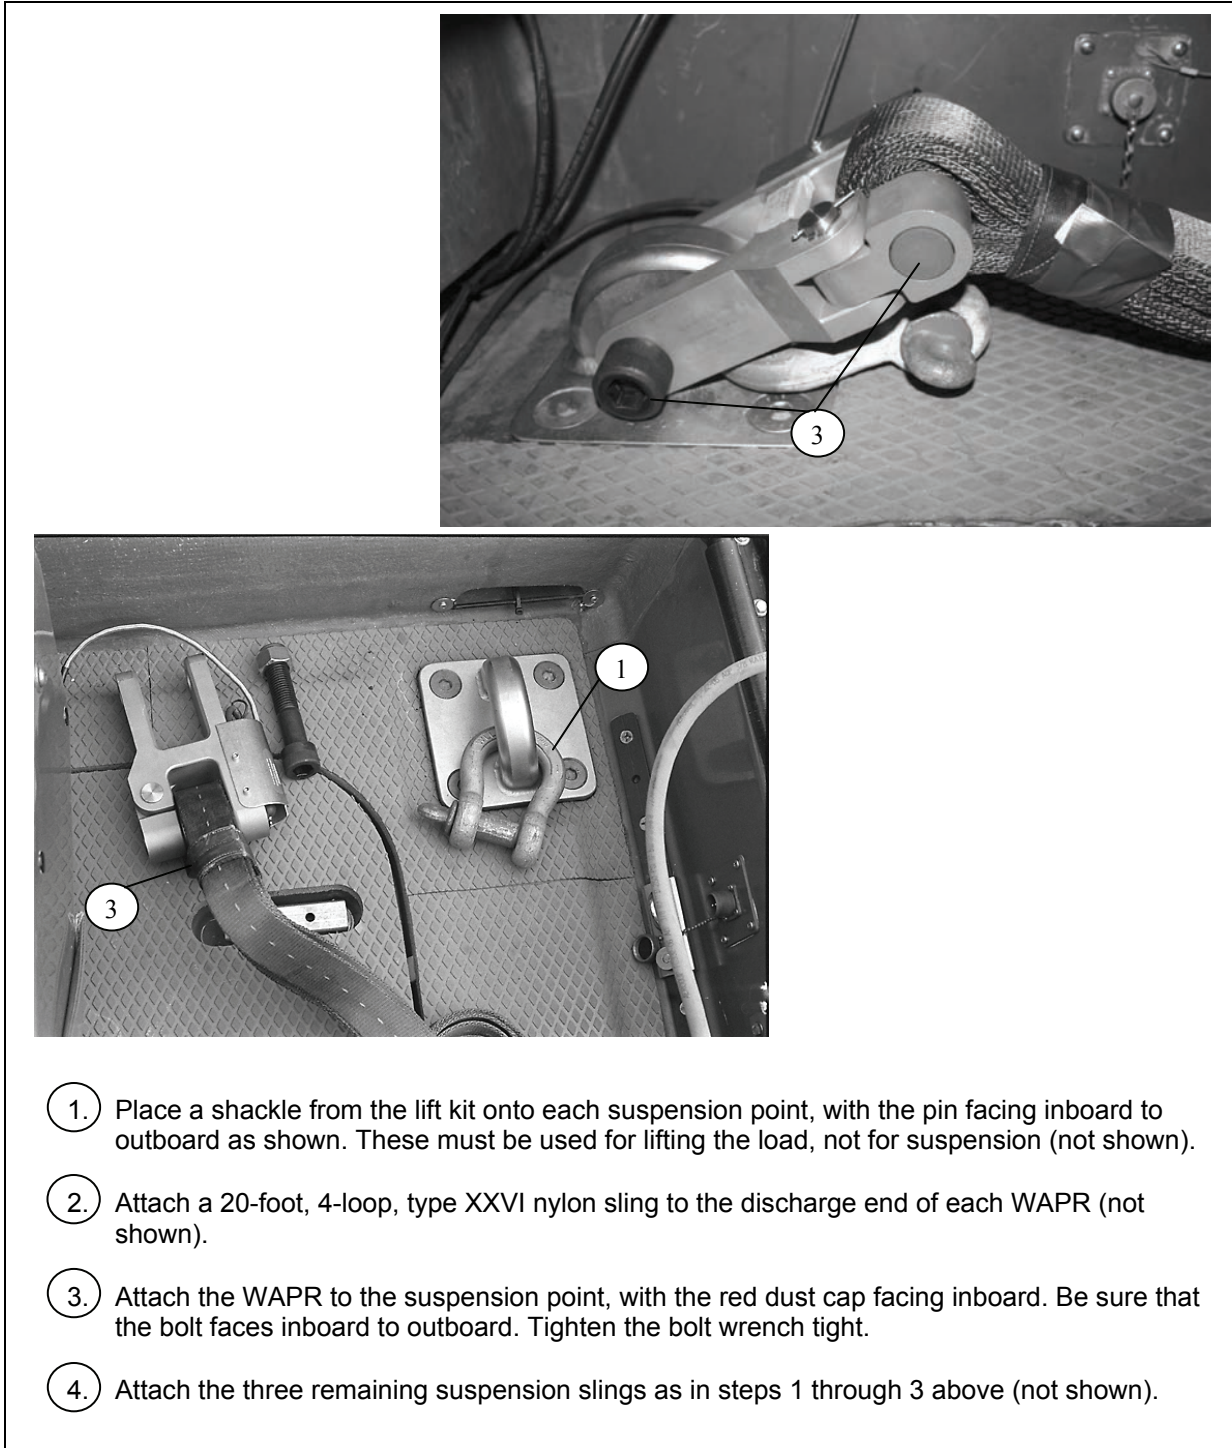 3
1
3
1. Place a shackle from the lift kit onto each suspension point, with the pin facing inboard to
outboard as shown. These must be used for lifting the load, not for suspension (not shown).
2. Attach a 20-foot, 4-loop, type XXVI nylon sling to the discharge end of each WAPR (not
shown).
3. Attach the WAPR to the suspension point, with the red dust cap facing inboard. Be sure that
the bolt faces inboard to outboard. Tighten the bolt wrench tight.
4. Attach the three remaining suspension slings as in steps 1 through 3 above (not shown).